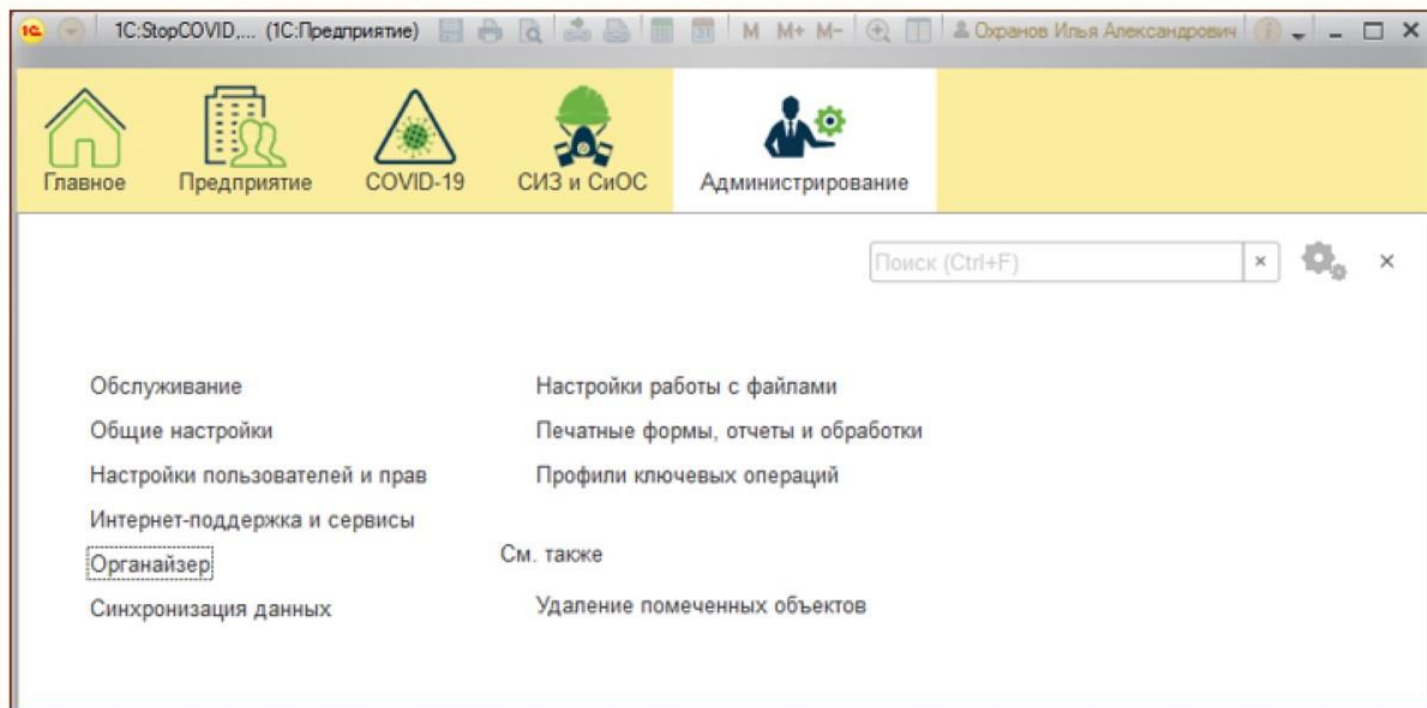 1С 1С:StopCOVID,... (1С:Предприятие) 31 M M+ M- Охранов Илья Александрович i
Главное Предприятие COVID-19 СИЗ и СиОС Администрирование
Поиск (Ctrl+F)
Обслуживание Настройки работы с файлами
Общие настройки Печатные формы, отчеты и обработки
Настройки пользователей и прав Профили ключевых операций
Интернет-поддержка и сервисы
Органайзер См. также
Синхронизация данных Удаление помеченных объектов